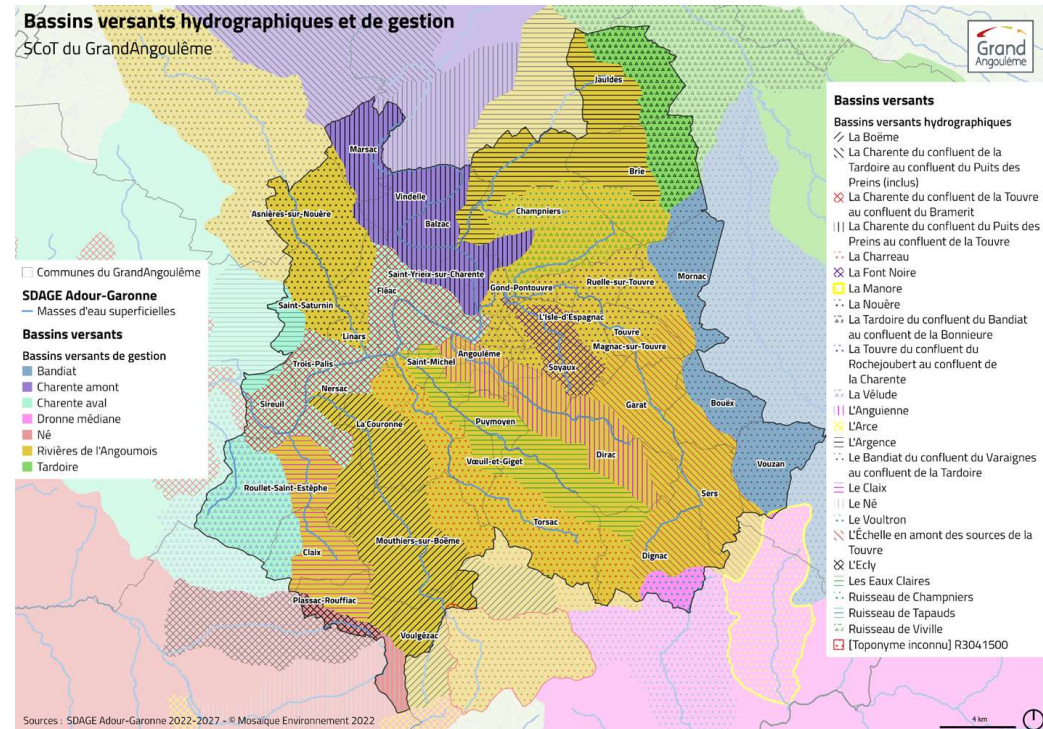 Bassins versants hydrographiques et de gestion
SCoT du GrandAngoulême
Grand
Angoulême
Communes du GrandAngoulême
SDAGE Adour-Garonne
Masses d'eau superficielles
Bassins versants
Bassins versants de gestion
Bandiat
Charente amont
Charente aval
Dronne médiane
Né
Rivières de l'Angoumois
Tardoire
Jauldes
Marsac
Brie
Vindelle
Asnières-sur-Nouère
Champniers
Balzac
Saint-Yrieix-sur-Charente
Mornac
Fléac
Gond-Pontouvre
Ruelle-sur-Touvre
Saint-Saturnin
L'Isle-d'Espagnac
Linars
Touvre
Magnac-sur-Touvre
Angoulême
Saint-Michel
Trois-Palis
Soyaux
Nersac
Sireuil
Garat
Bouëx
La Couronne
Puymoyen
Dirac
Vœuil-et-Giget
Vouzan
Roullet-Saint-Estèphe
Sers
Torsac
Mouthiers-sur-Boëme
Claix
Dignac
Plassac-Rouffiac
Voulgézac
Bassins versants
Bassins versants hydrographiques
La Boëme
La Charente du confluent de la
Tardoire au confluent du Puits des
Preins (inclus)
La Charente du confluent de la Touvre
au confluent du Bramerit
La Charente du confluent du Puits des
Preins au confluent de la Touvre
La Charreau
La Font Noire
La Manore
La Nouère
La Tardoire du confluent du Bandiat
au confluent de la Bonnieure
La Touvre du confluent du
Rochejoubert au confluent de
la Charente
La Vélude
L'Anguienne
L'Arce
L'Argence
Le Bandiat du confluent du Varaignes
au confluent de la Tardoire
Le Claix
Le Né
Le Voultron
L'Échelle en amont des sources de la
Touvre
L'Ecly
Les Eaux Claires
Ruisseau de Champniers
Ruisseau de Tapauds
Ruisseau de Viville
[Toponyme inconnu] R3041500
Sources : SDAGE Adour-Garonne 2022-2027 - © Mosaïque Environnement 2022
4 km